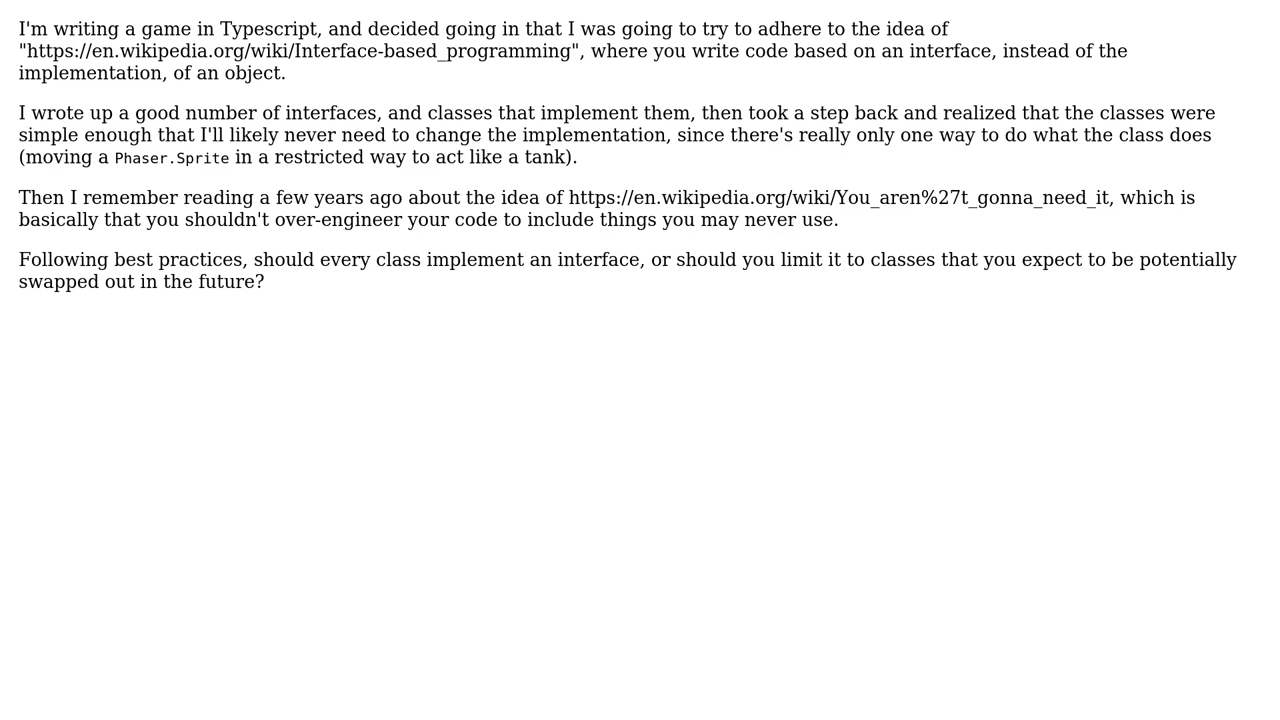 I'm writing a game in Typescript, and decided going in that I was going to try to adhere to the idea of
"https://en.wikipedia.org/wiki/Interface-based_programming", where you write code based on an interface, instead of the
implementation, of an object.
I wrote up a good number of interfaces, and classes that implement them, then took a step back and realized that the classes were
simple enough that I'll likely never need to change the implementation, since there's really only one way to do what the class does
(moving a Phaser.Sprite in a restricted way to act like a tank).
Then I remember reading a few years ago about the idea of https://en.wikipedia.org/wiki/You_aren%27t_gonna_need_it, which is
basically that you shouldn't over-engineer your code to include things you may never use.
Following best practices, should every class implement an interface, or should you limit it to classes that you expect to be potentially
swapped out in the future?